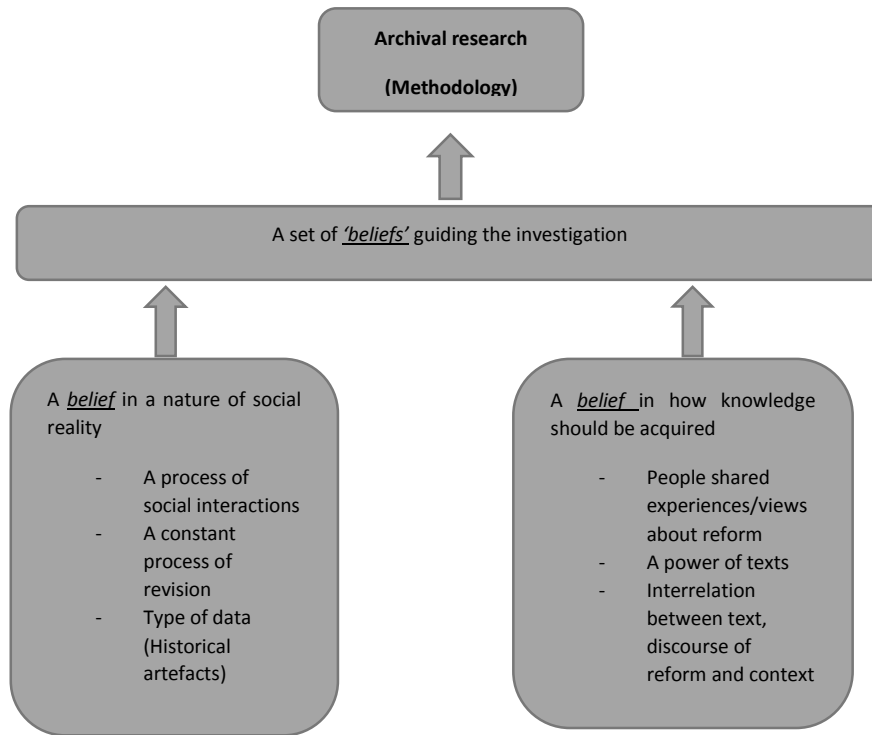 Archival research
(Methodology)
A set of ‘beliefs’ guiding the investigation
A belief in a nature of social
reality
- A process of
social interactions
- A constant
process of
revision
- Type of data
(Historical
artefacts)
A belief in how knowledge
should be acquired
- People shared
experiences/views
about reform
- A power of texts
- Interrelation
between text,
discourse of
reform and context